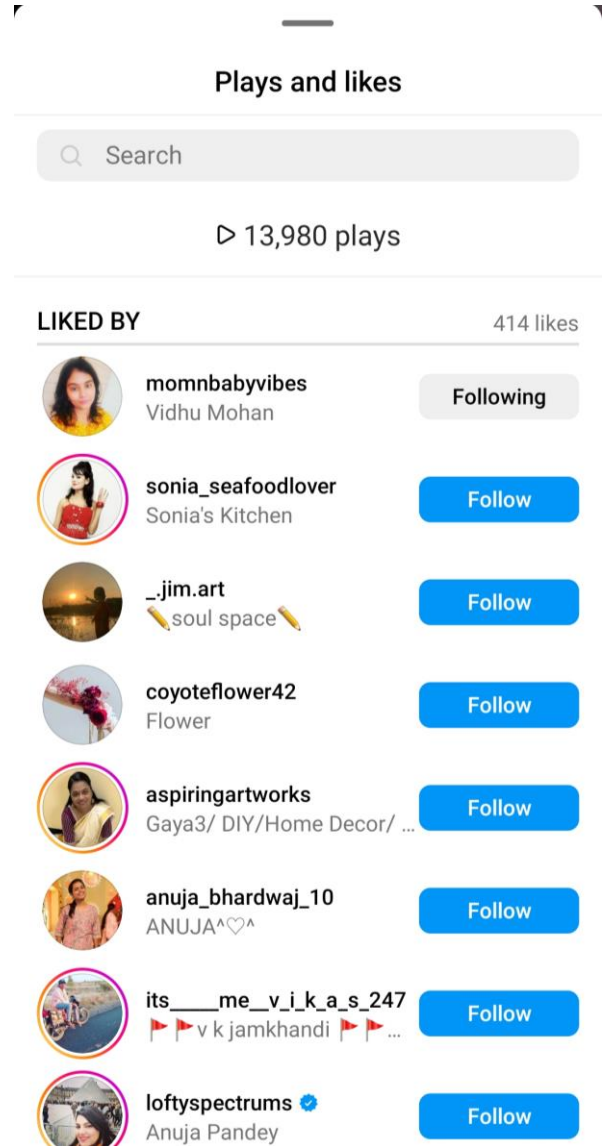 Plays and likes
Search
13,980 plays
LIKED BY 414 likes
momnbabyvibes
Vidhu Mohan
Following
sonia_seafoodlover
Sonia's Kitchen
Follow
_.jim.art
✏️soul space✏️
Follow
coyoteflower42
Flower
Follow
aspiringartworks
Gaya3/ DIY/Home Decor/ ...
Follow
anuja_bhardwaj_10
ANUJA^♡^
Follow
its_____me__v_i_k_a_s_247
🚩🚩v k jamkhandi 🚩🚩...
Follow
loftyspectrums
Anuja Pandey
Follow